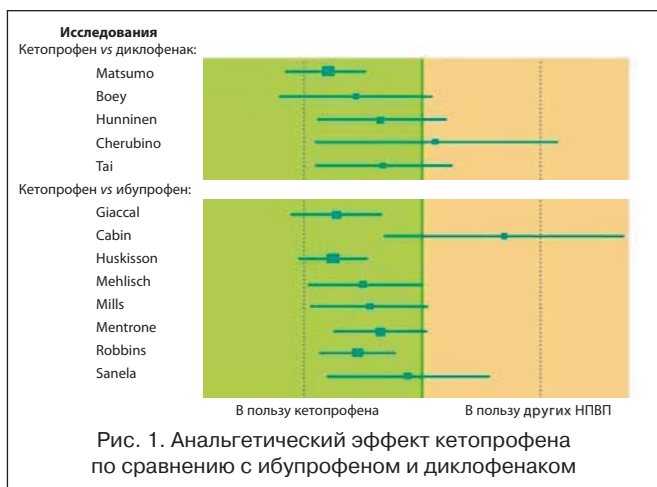 Исследования
Кетопрофен vs диклофенак:
Matsumo
Boey
Hunninen
Cherubino
Tai
Кетопрофен vs ибупрофен:
Giaccal
Cabin
Huskisson
Mehlisch
Mills
Mentrone
Robbins
Sanela
В пользу кетопрофена В пользу других НПВП
Рис. 1. Анальгетический эффект кетопрофена
по сравнению с ибупрофеном и диклофенаком